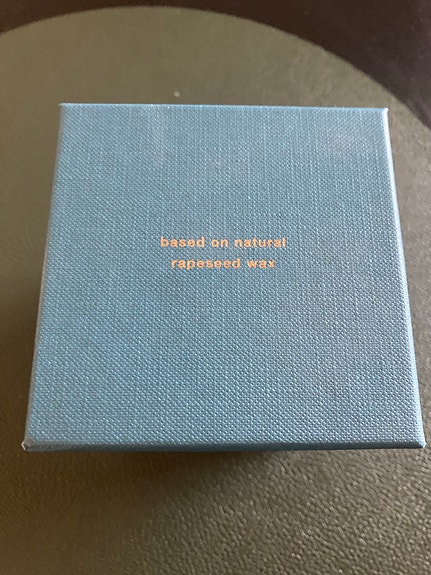 based on natural
rapeseed wax